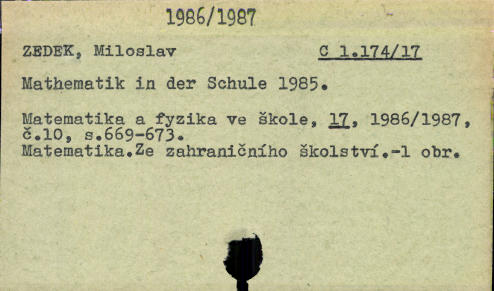 1986/1987
ZEDEK, Miloslav C 1.174/17
Mathematik in der Schule 1985.
Matematika a fyzika ve škole, 17, 1986/1987,
č.10, s.669-673.
Matematika.Ze zahraničního školství.-1 obr.